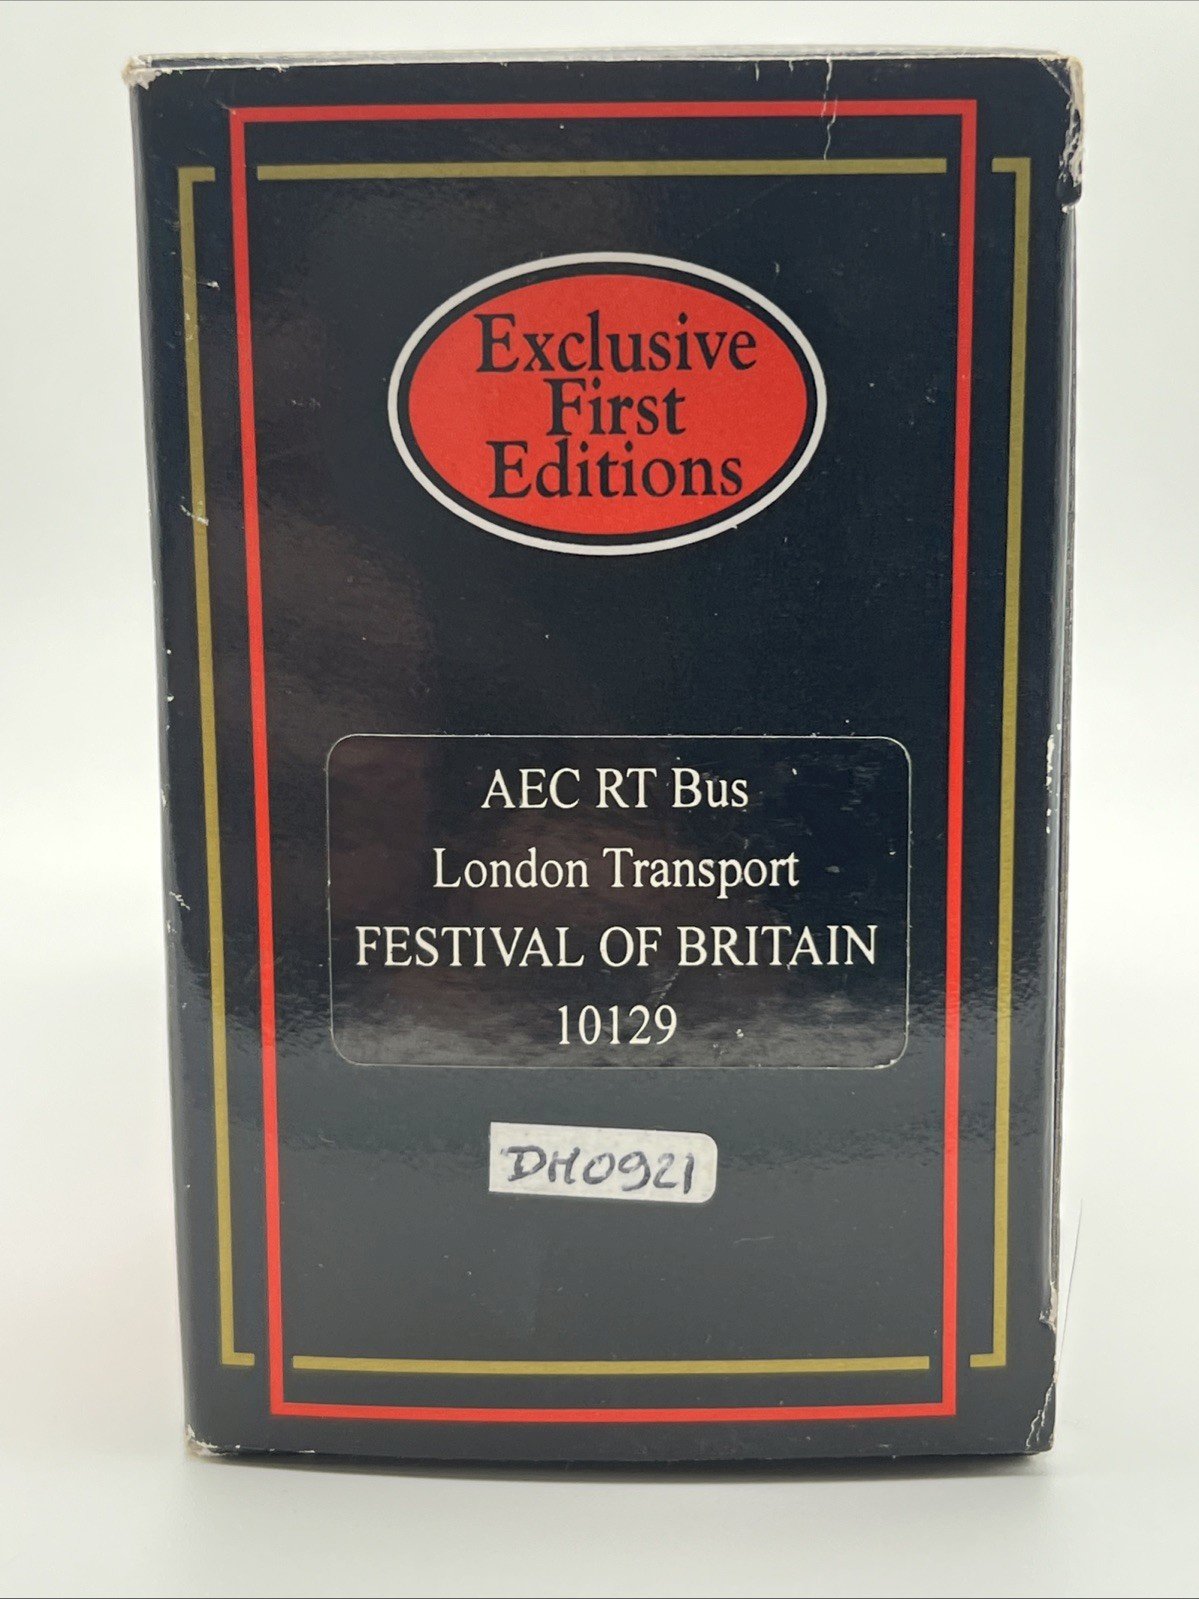 Exclusive
First
Editions
AEC RT Bus
London Transport
FESTIVAL OF BRITAIN
10129
DH0921